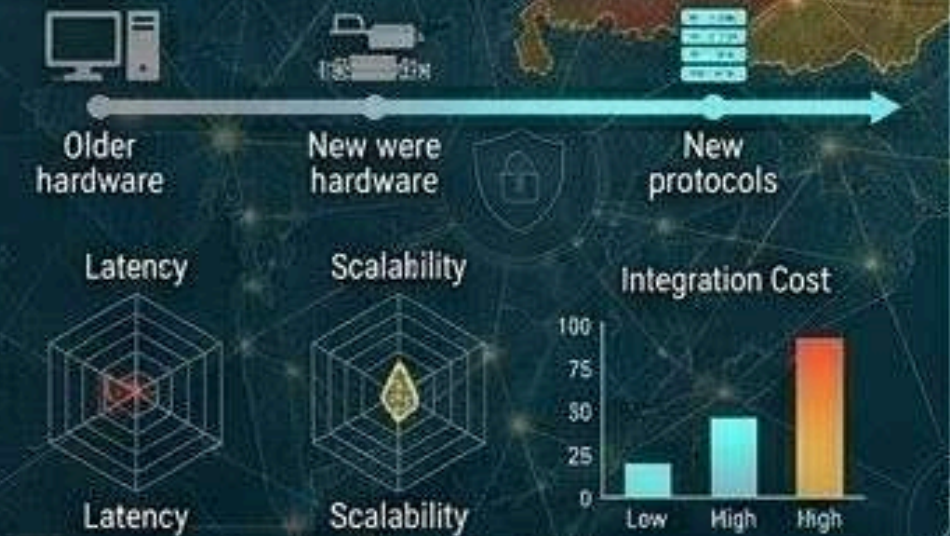 Older
hardware
New were
hardware
New
protocols
Latency
Scalability
Integration Cost
100
75
50
25
0
Low
High
High
Latency
Scalability